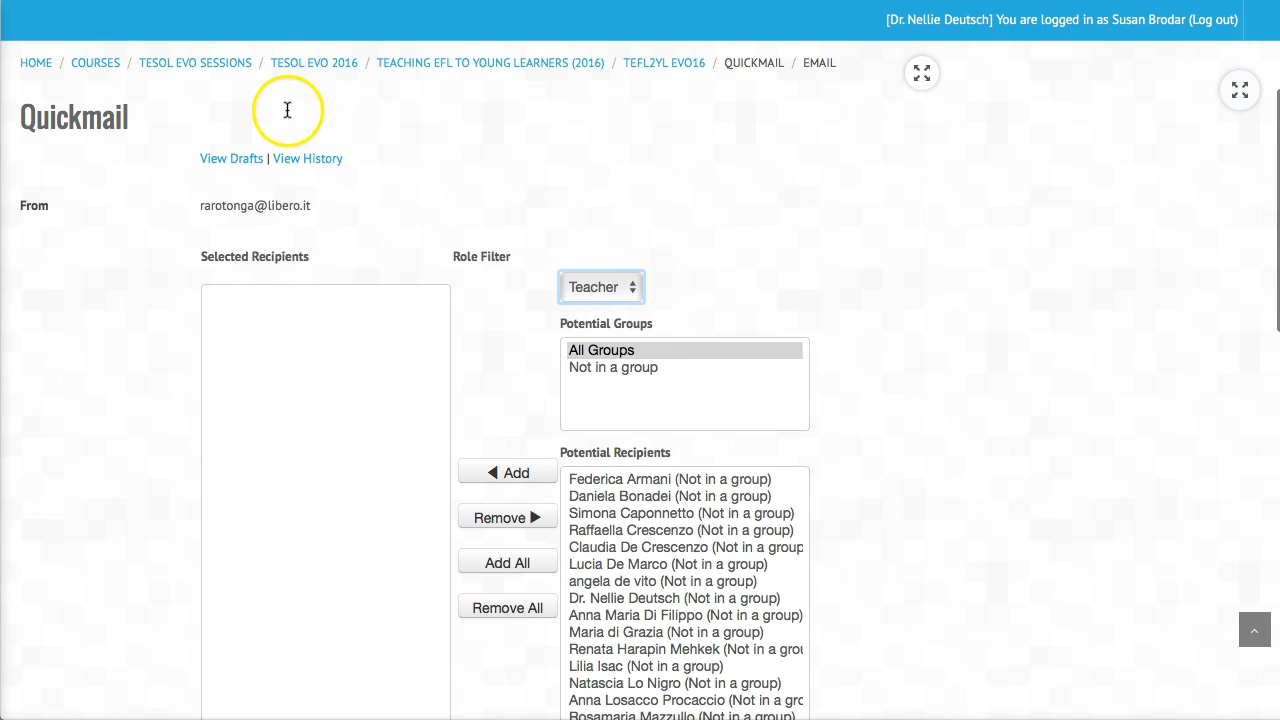 [Dr. Nellie Deutsch] You are logged in as Susan Brodar (Log out)
HOME / COURSES / TESOL EVO SESSIONS / TESOL EVO 2016 / TEACHING EFL TO YOUNG LEARNERS (2016) / TEFL2YL EVO16 / QUICKMAIL / EMAIL
Quickmail
View Drafts | View History
From rarotonga@libero.it
Selected Recipients
Role Filter
Teacher
Potential Groups
All Groups
Not in a group
Potential Recipients
Add
Remove
Add All
Remove All
Federica Armani (Not in a group)
Daniela Bonadei (Not in a group)
Simona Caponnetto (Not in a group)
Raffaella Crescenzo (Not in a group)
Claudia De Crescenzo (Not in a group
Lucia De Marco (Not in a group)
angela de vito (Not in a group)
Dr. Nellie Deutsch (Not in a group)
Anna Maria Di Filippo (Not in a group)
Maria di Grazia (Not in a group)
Renata Harapin Mehkek (Not in a grou
Lilia Isac (Not in a group)
Natascia Lo Nigro (Not in a group)
Anna Losacco Procaccio (Not in a grc
Rosamaria Mazzullo (Not in a group)